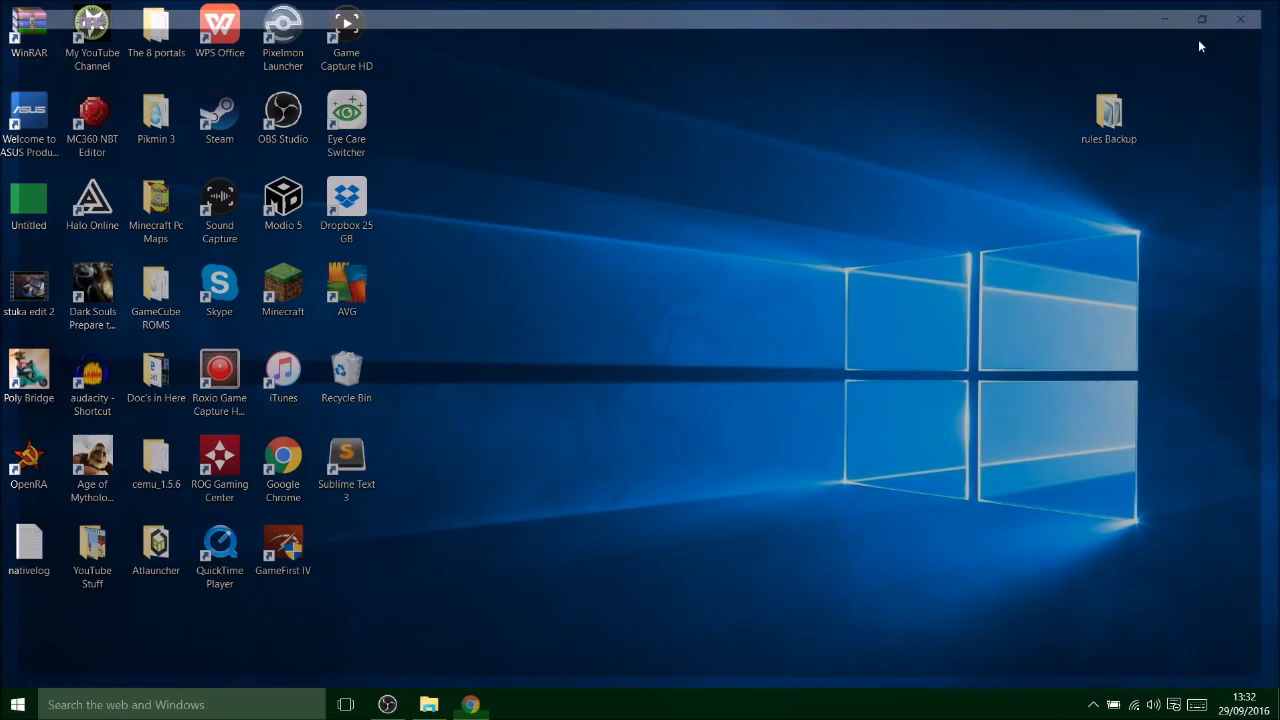 WinRAR
My YouTube
Channel
The 8 portals
WPS Office
Pixelmon
Launcher
Game
Capture HD
Welcome to
ASUS Produ...
MC360 NBT
Editor
Pikmin 3
Steam
OBS Studio
Eye Care
Switcher
rules Backup
Untitled
Halo Online
Minecraft Pc
Maps
Sound
Capture
Modio 5
Dropbox 25
GB
stuka edit 2
Dark Souls
Prepare t...
GameCube
ROMS
Skype
Minecraft
AVG
Poly Bridge
audacity -
Shortcut
Doc's in Here
Roxio Game
Capture H...
iTunes
Recycle Bin
OpenRA
Age of
Mytholo...
cemu_1.5.6
ROG Gaming
Center
Google
Chrome
Sublime Text
3
nativelog
YouTube
Stuff
Atlauncher
QuickTime
Player
GameFirst IV
Search the web and Windows
13:32
29/09/2016